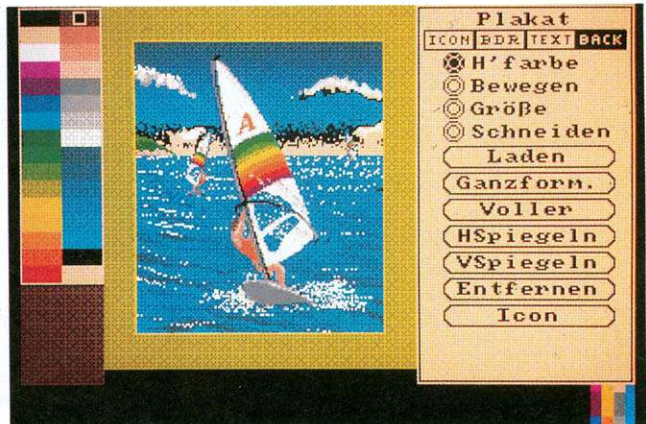 Plakat
ICON BDR TEXT BACK
H'farbe
Bewegen
Größe
Schneiden
Laden
Ganzform.
Voller
HSpiegeln
VSpiegeln
Entfernen
Icon
A